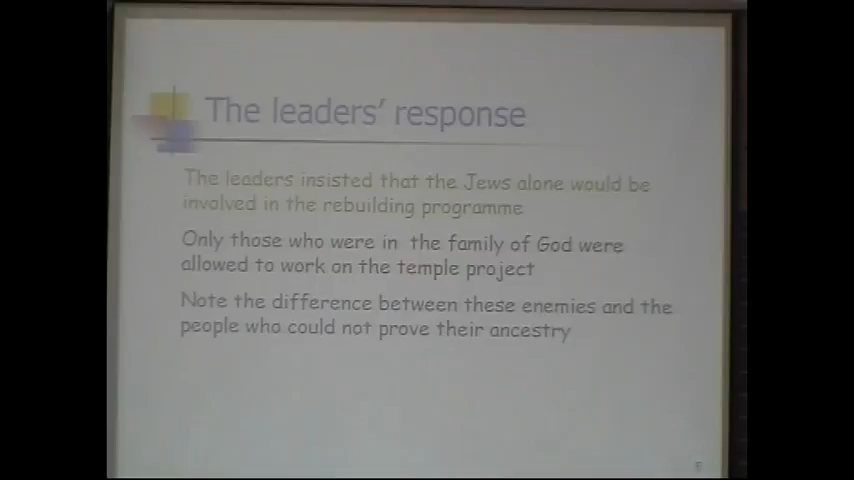 The leaders' response
The leaders insisted that the Jews alone would be
involved in the rebuilding programme
Only those who were in the family of God were
allowed to work on the temple project
Note the difference between these enemies and the
people who could not prove their ancestry